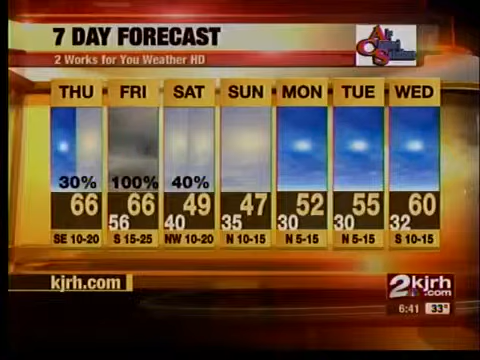 7 DAY FORECAST
2 Works for You Weather HD
THU FRI SAT SUN MON TUE WED
30% 100% 40%
66 66 49 47 52 55 60
56 40 35 30 30 32
SE 10-20 S 15-25 NW 10-20 N 10-15 N 5-15 N 5-15 S 10-15
kjrh.com
2kjrh
.com
6:41 33°